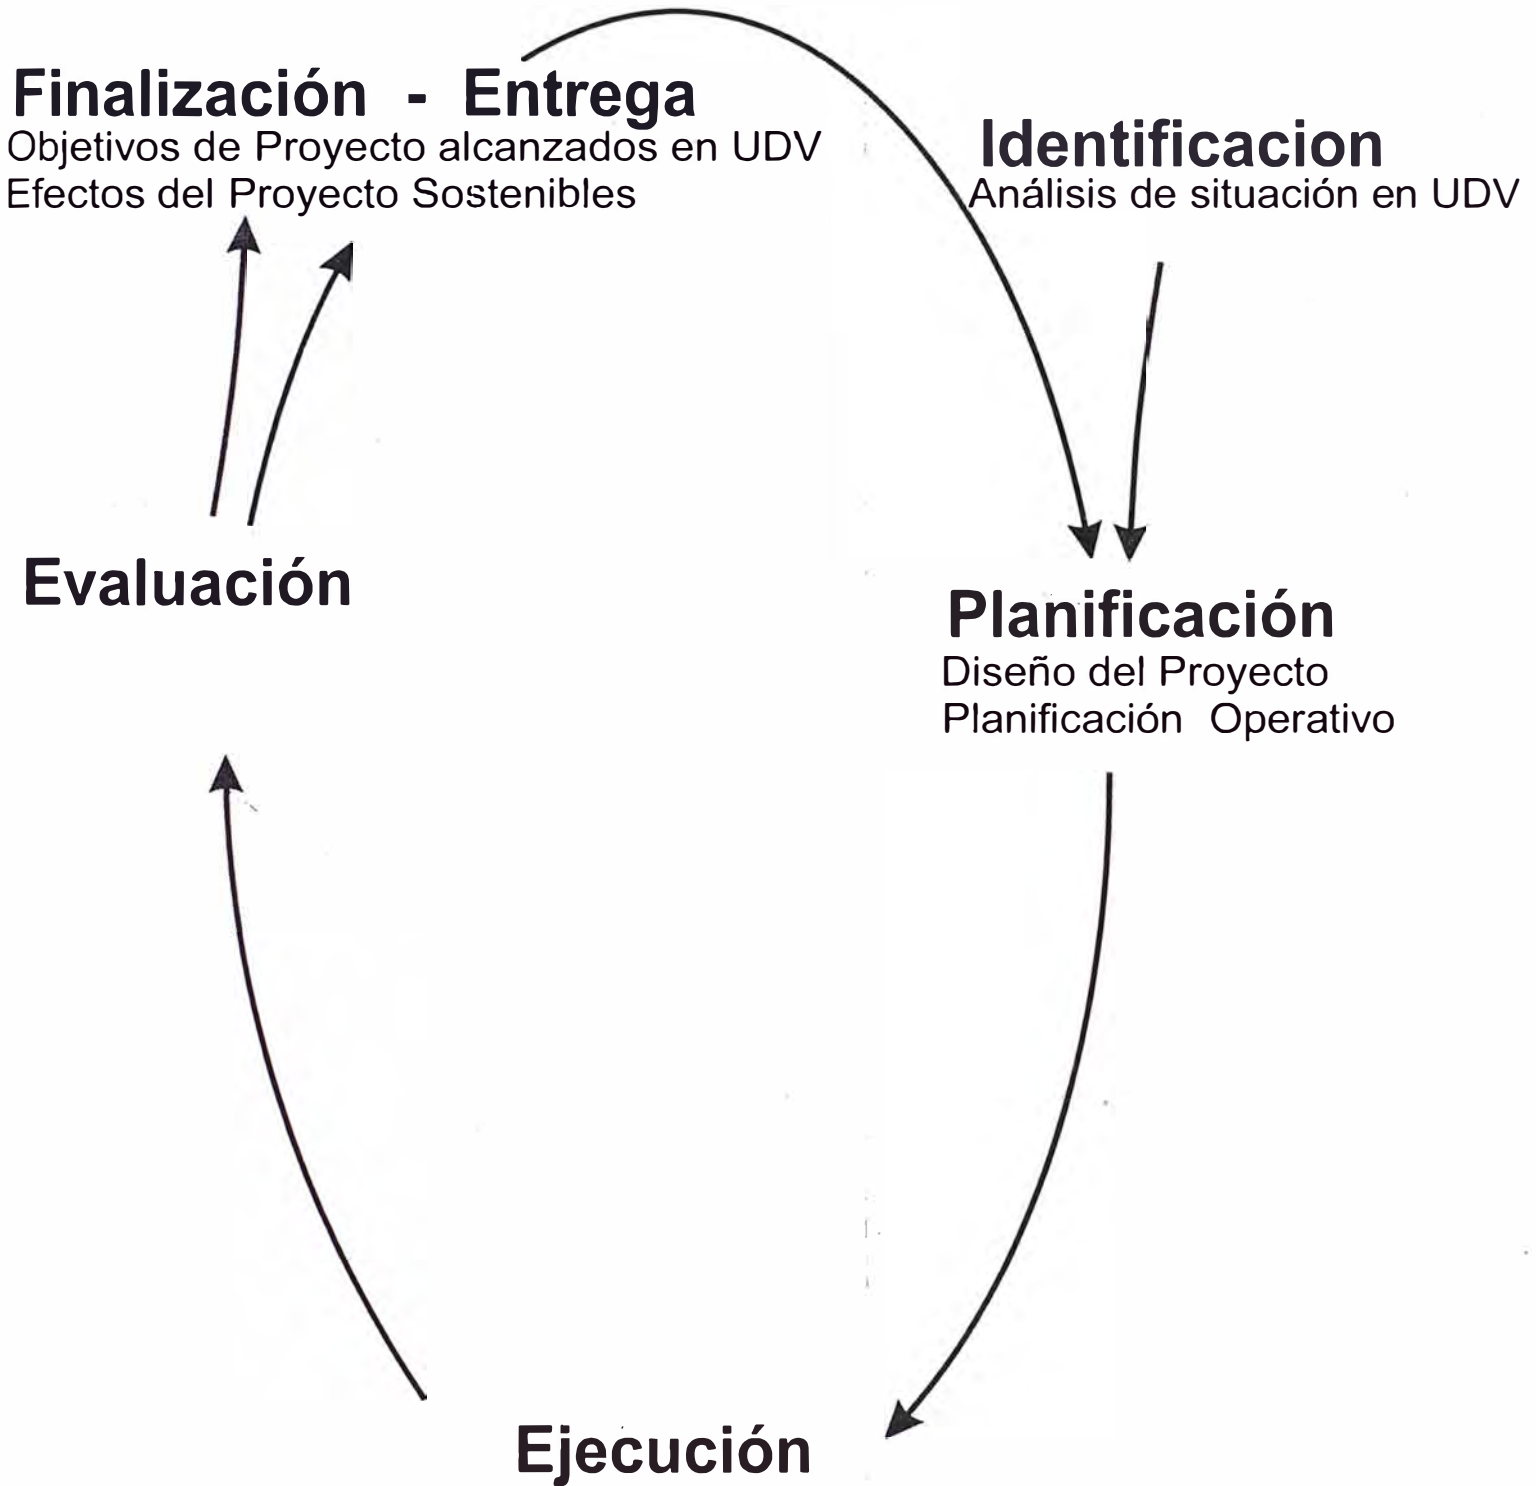 Finalización - Entrega
Objetivos de Proyecto alcanzados en UDV
Efectos del Proyecto Sostenibles
Identificacion
Análisis de situación en UDV
Evaluación
Planificación
Diseño del Proyecto
Planificación Operativo
Ejecución